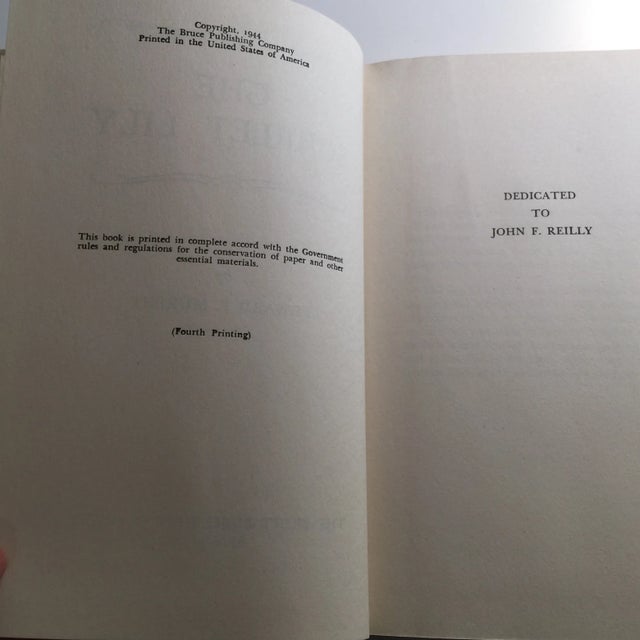 Copyright, 1944
The Bruce Publishing Company
Printed in the United States of America
This book is printed in complete accord with the Government
rules and regulations for the conservation of paper and other
essential materials.
(Fourth Printing)
DEDICATED
TO
JOHN F. REILLY